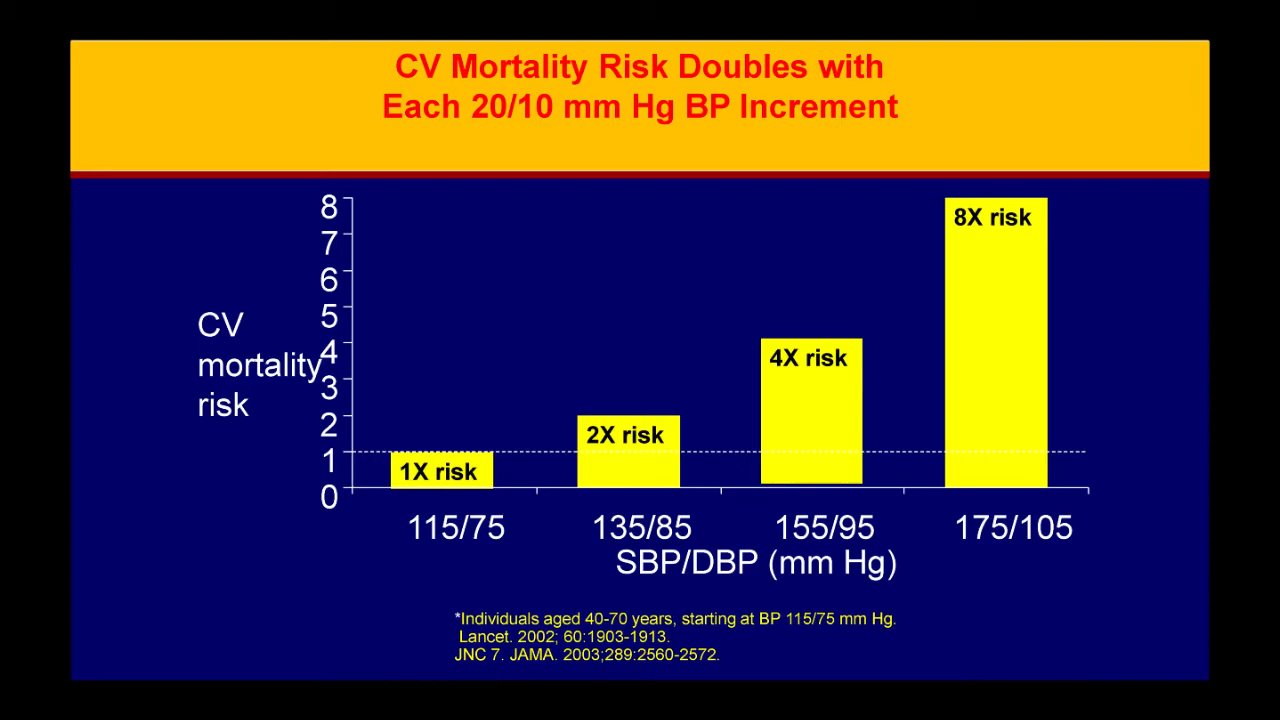 CV Mortality Risk Doubles with
Each 20/10 mm Hg BP Increment
8
7
6
5
4
3
2
1
0
CV
mortality
risk
1X risk
2X risk
4X risk
8X risk
115/75
135/85
155/95
175/105
SBP/DBP (mm Hg)
*Individuals aged 40-70 years, starting at BP 115/75 mm Hg.
Lancet. 2002; 60:1903-1913.
JNC 7. JAMA. 2003;289:2560-2572.